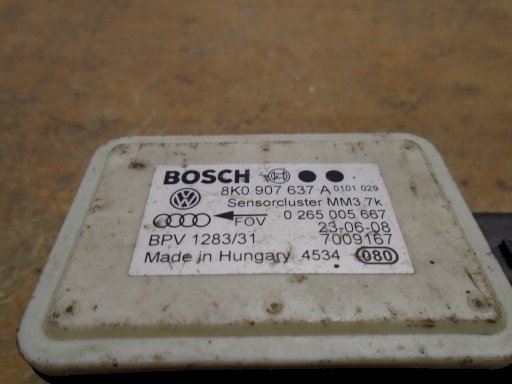 BOSCH
8K0 907 637 A 0101 029
Sensorcluster MM3.7k
FOV 0 265 005 667
23-06-08
BPV 1283/31 7009167
Made in Hungary 4534 080